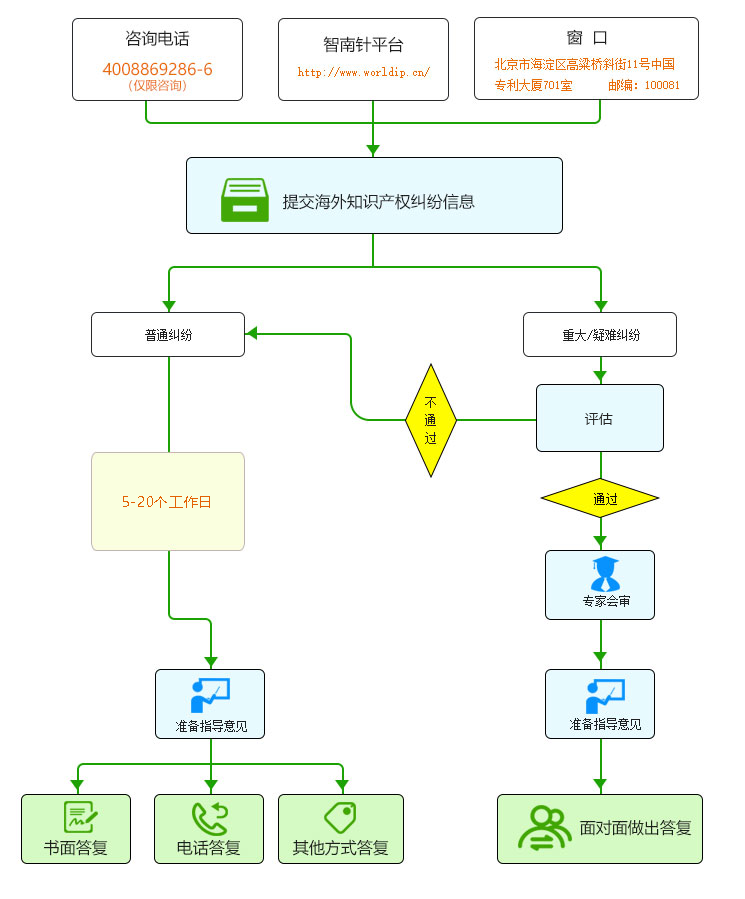 咨询电话
4008869286-6
(仅限咨询)
智南针平台
http://www.worldip.cn/
窗 口
北京市海淀区高粱桥斜街11号中国
专利大厦701室 邮编：100081
提交海外知识产权纠纷信息
普通纠纷
重大/疑难纠纷
不通过
评估
通过
5-20个工作日
专家会审
准备指导意见
准备指导意见
书面答复
电话答复
其他方式答复
面对面做出答复